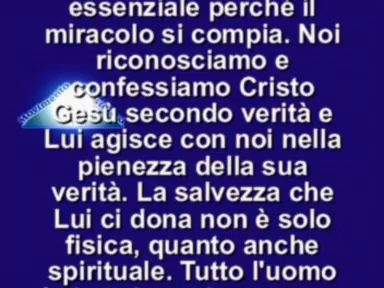 essenziale perché il
miracolo si compia. Noi
riconosciamo e
confessiamo Cristo
Gesù secondo verità e
Lui agisce con noi nella
pienezza della sua
verità. La salvezza che
Lui ci dona non è solo
fisica, quanto anche
spirituale. Tutto l'uomo
Movimento